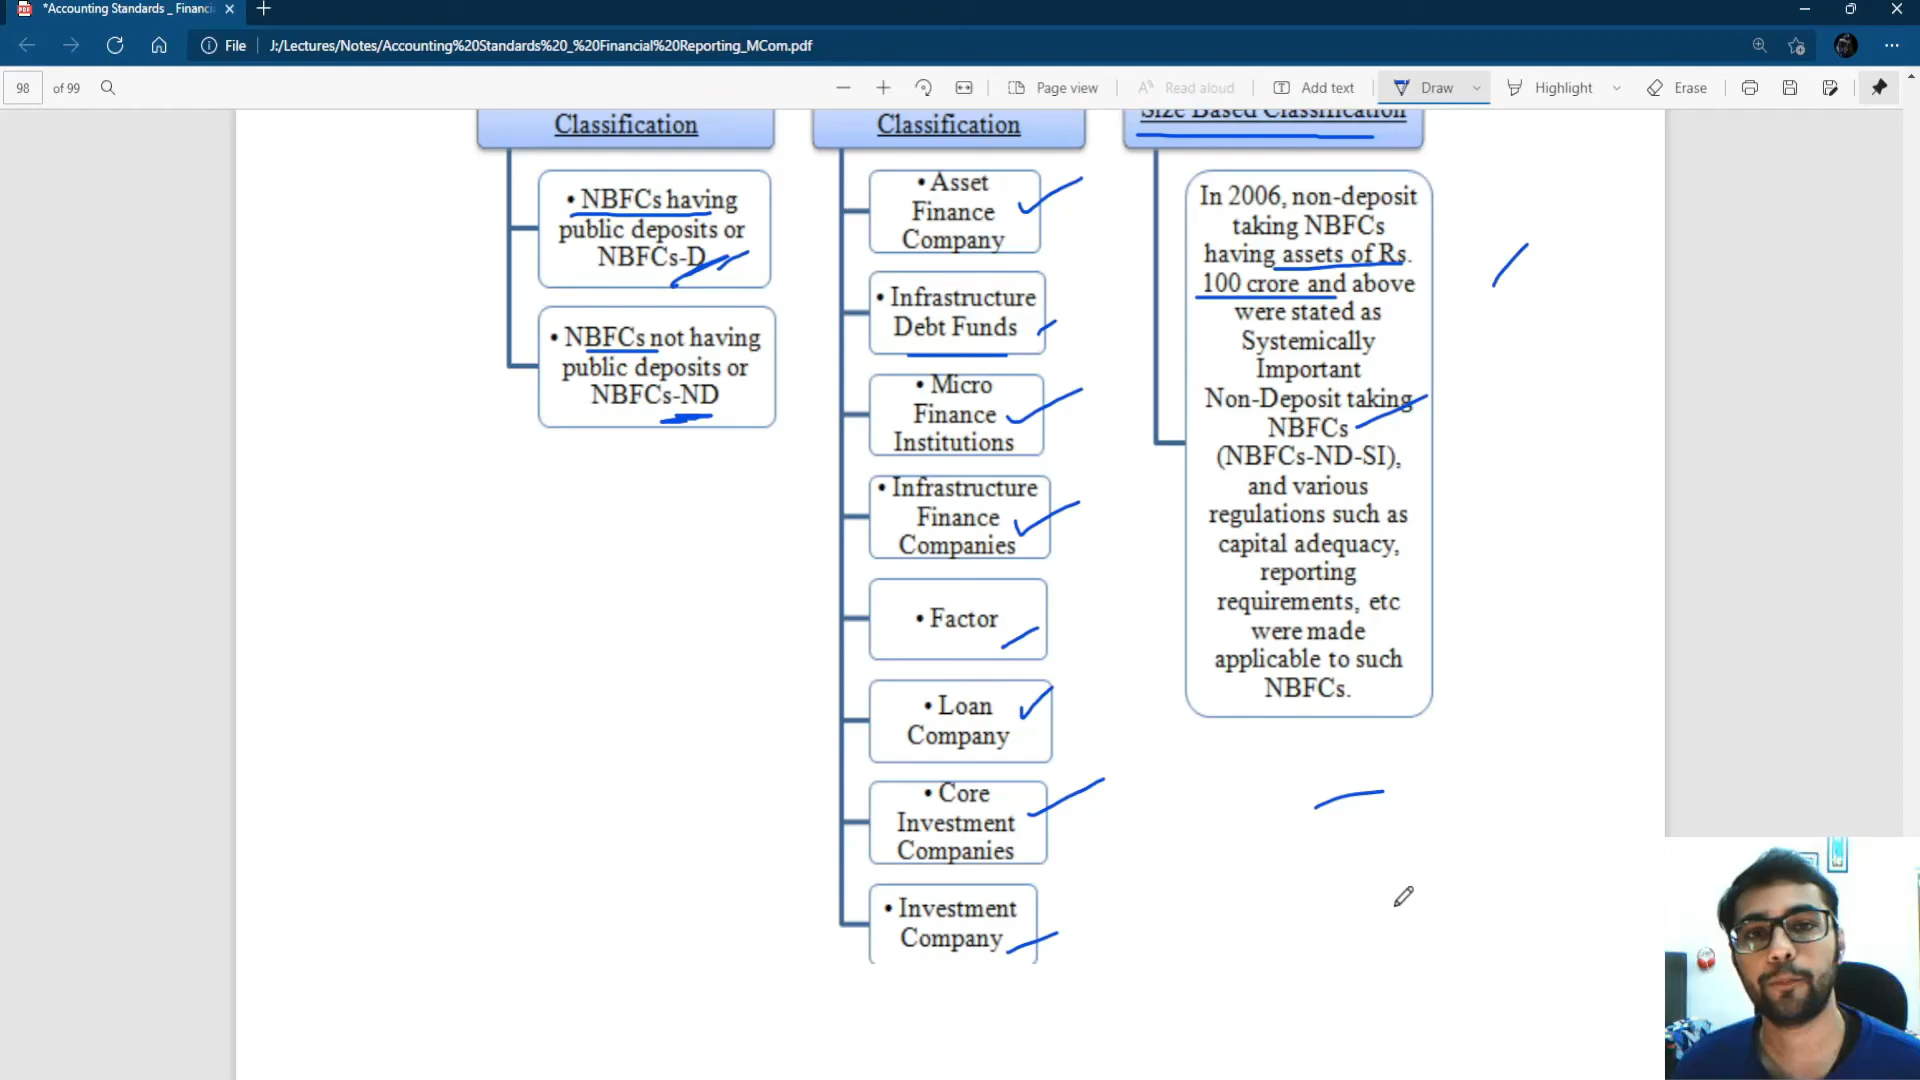 *Accounting Standards _ Financi
File
J:/Lectures/Notes/Accounting%20Standards%20_%20Financial%20Reporting_MCom.pdf
98
of 99
Page view
Read aloud
Add text
Draw
Highlight
Erase
Classification
• NBFCs having
public deposits or
NBFCs-D
• NBFCs not having
public deposits or
NBFCs-ND
Classification
• Asset
Finance
Company
• Infrastructure
Debt Funds
• Micro
Finance
Institutions
• Infrastructure
Finance
Companies
• Factor
• Loan
Company
• Core
Investment
Companies
• Investment
Company
Size Based Classification
In 2006, non-deposit
taking NBFCs
having assets of Rs.
100 crore and above
were stated as
Systemically
Important
Non-Deposit taking
NBFCs
(NBFCs-ND-SI),
and various
regulations such as
capital adequacy,
reporting
requirements, etc
were made
applicable to such
NBFCs.